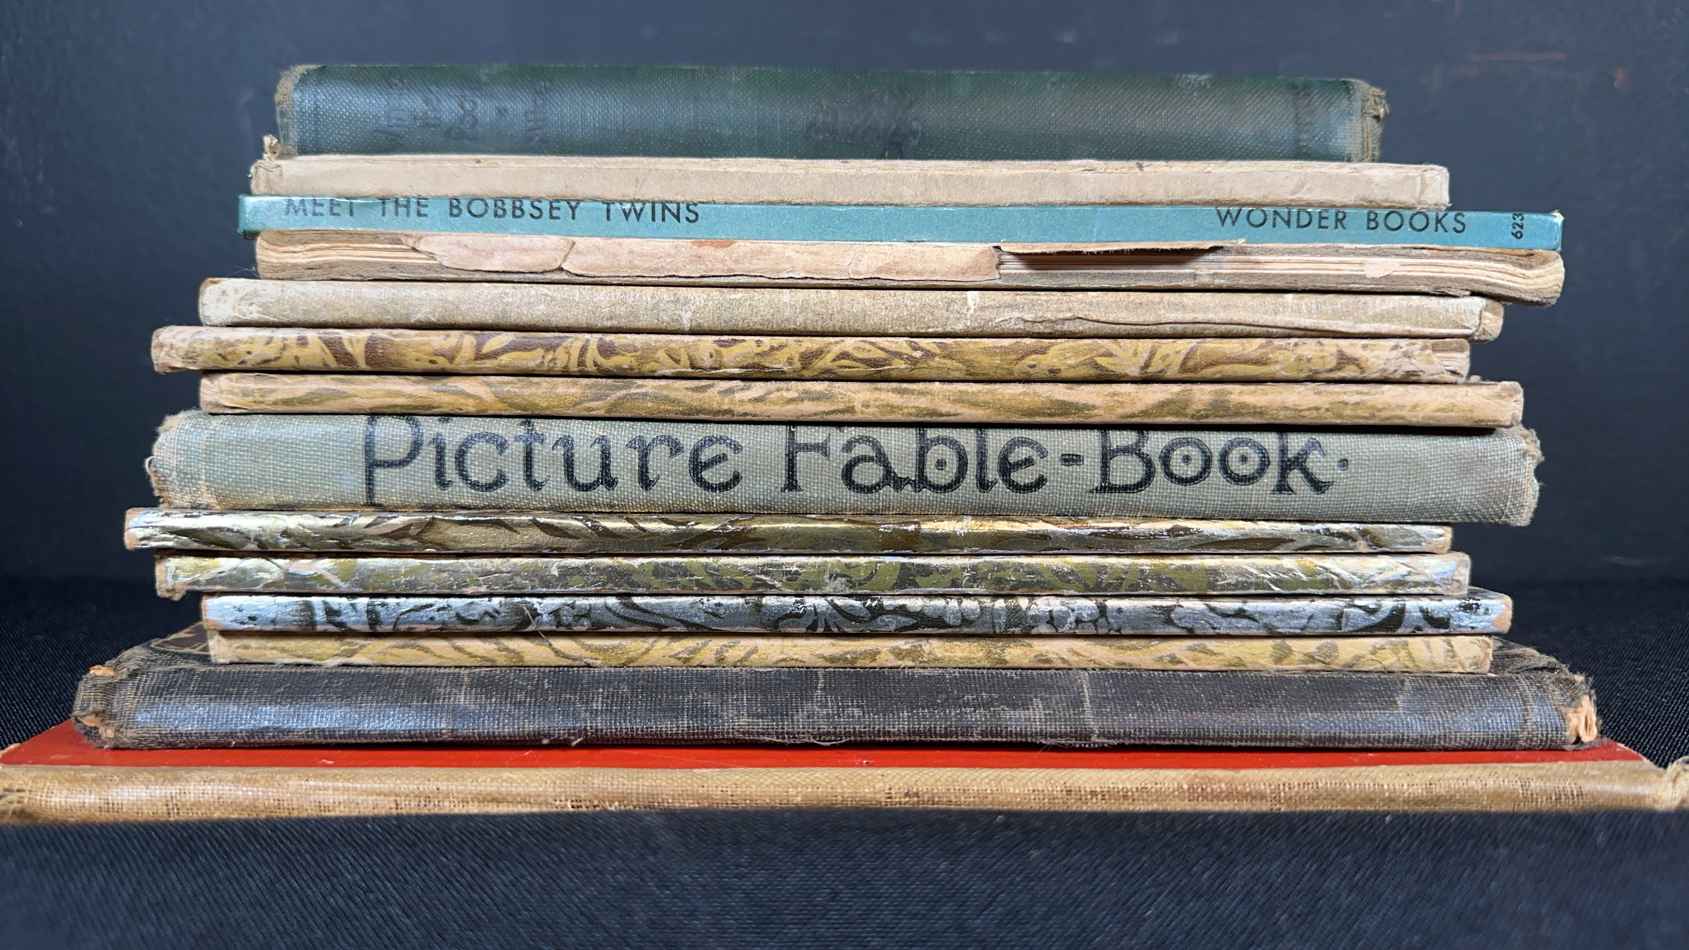 MEET THE BOBBSEY TWINS WONDER BOOKS 623
Picture Fable-Book.